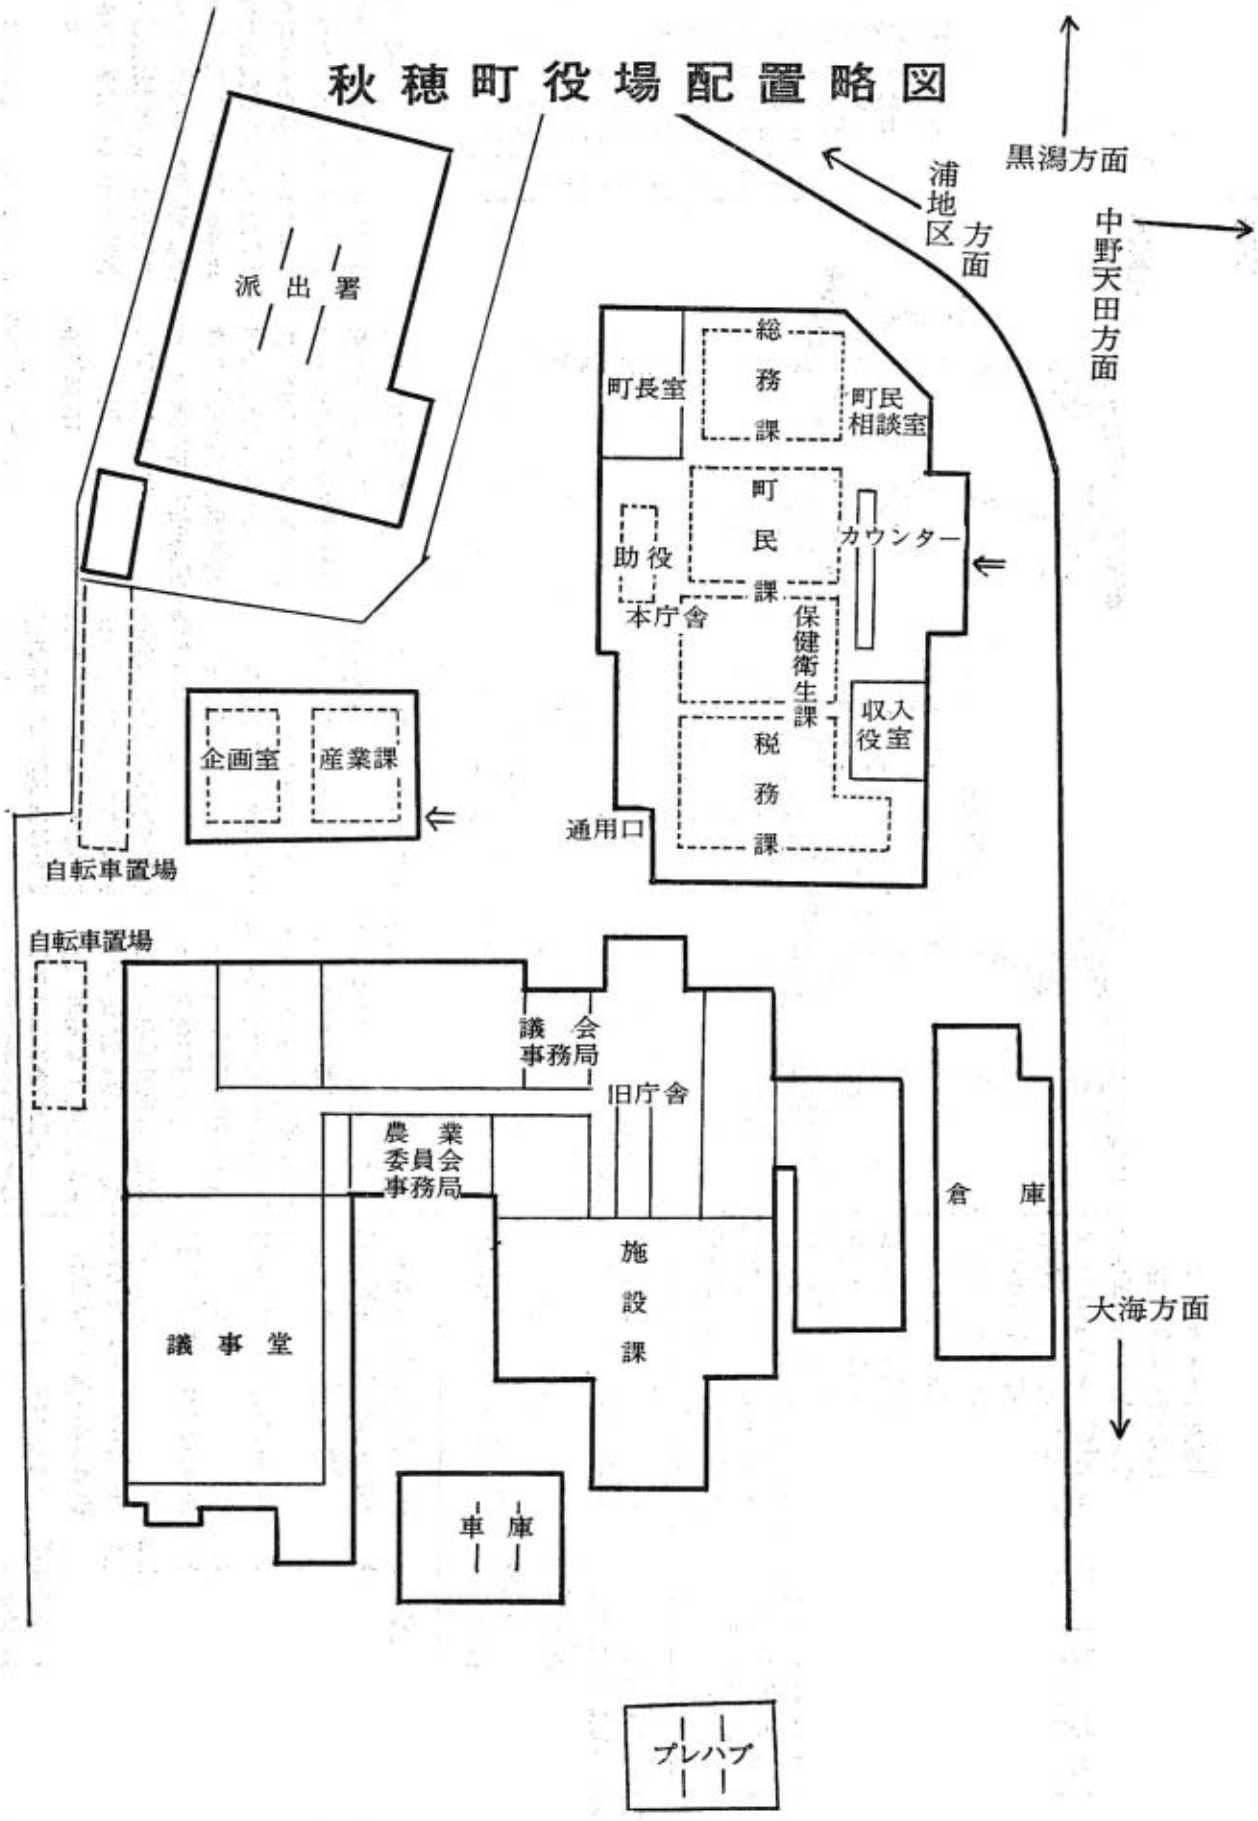 秋穂町役場配置略図
黒潟方面
浦地区方面
中野天田方面
派出署
総務課
町長室
町民
相談室
町民課
カウンター
助役
本庁舎
保健衛生課
収入
役室
税務課
通用口
企画室
産業課
自転車置場
自転車置場
議会
事務局
旧庁舎
農業
委員会
事務局
倉庫
施設課
議事堂
大海方面
車庫
プレハブ